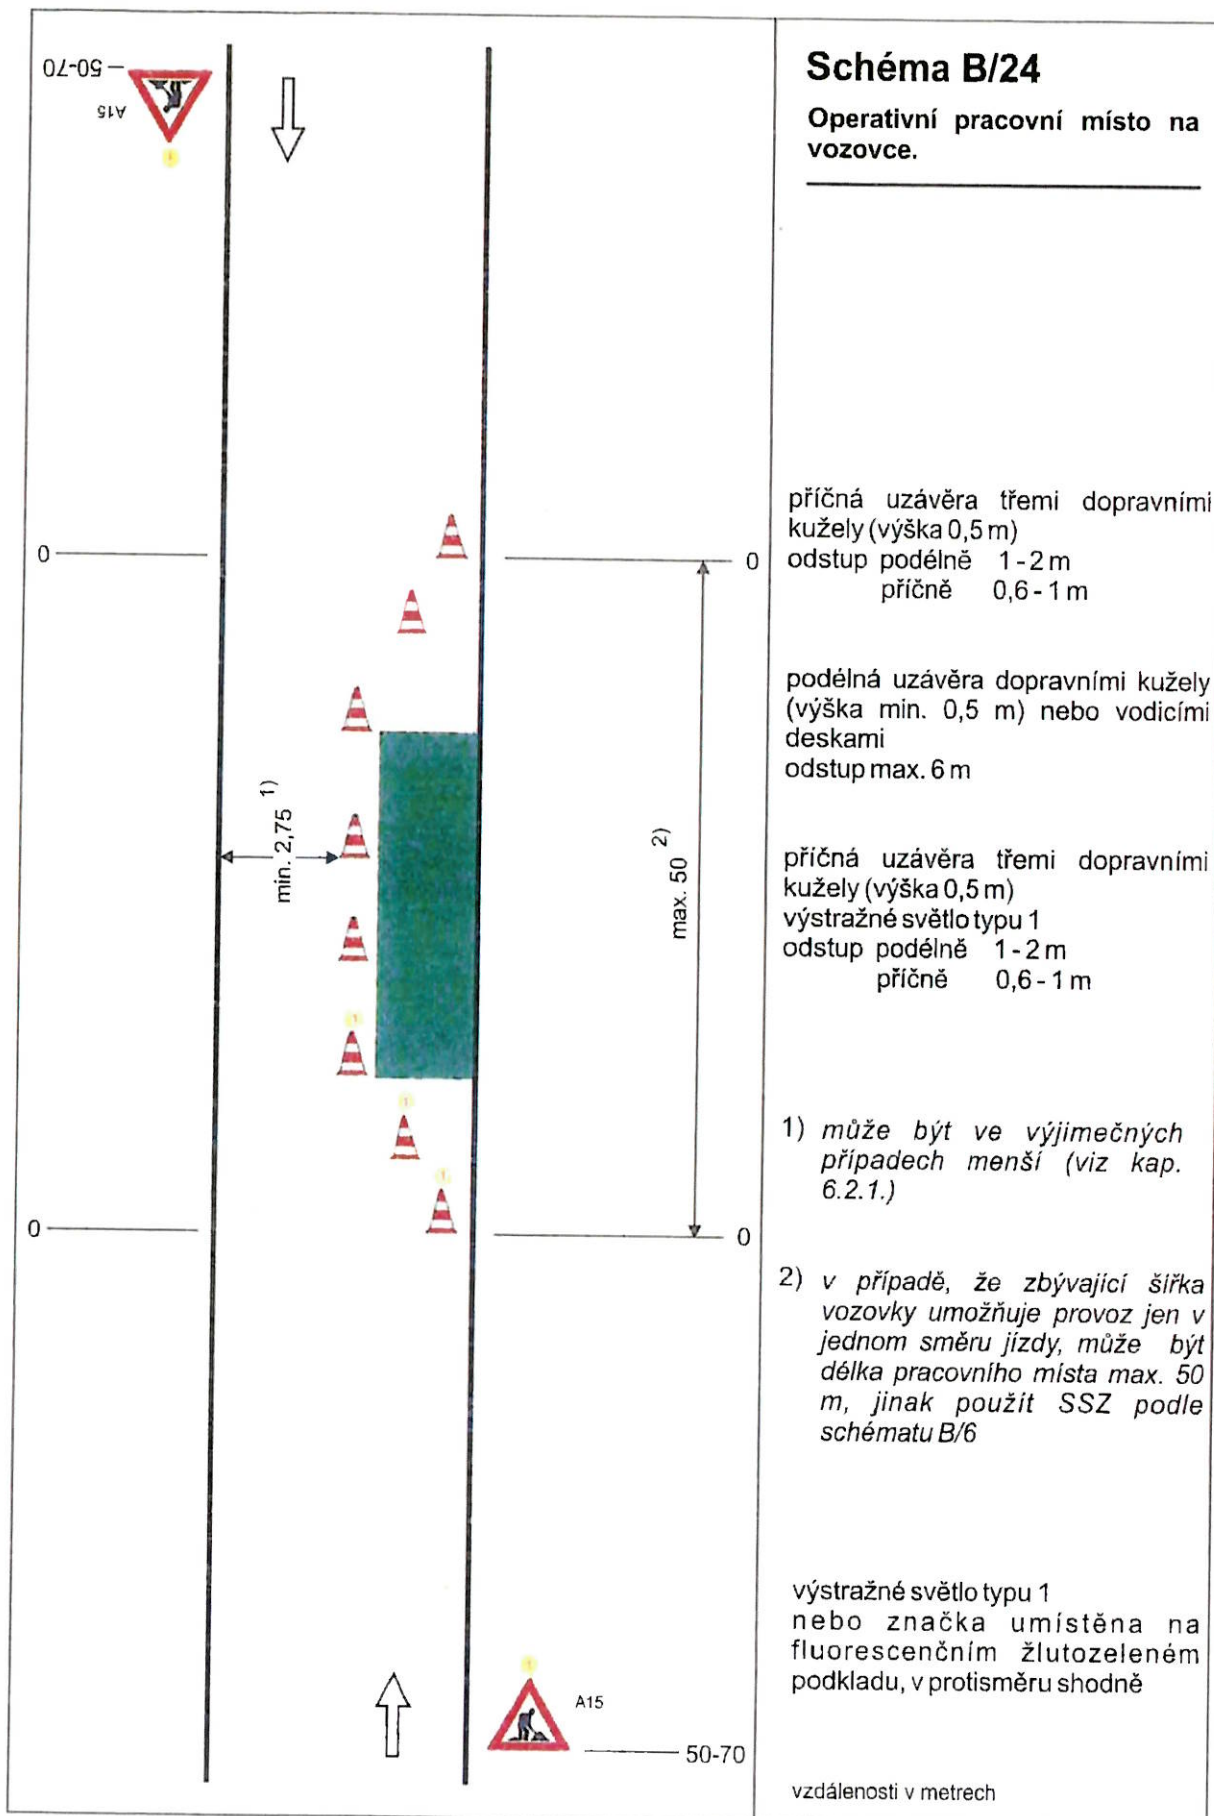 50-70
A15
Schéma B/24
Operativní pracovní místo na
vozovce.
příčná uzávěra třemi dopravními
kužely (výška 0,5 m)
odstup podélně 1 - 2 m
příčně 0,6 - 1 m
0
0
podélná uzávěra dopravními kužely
(výška min. 0,5 m) nebo vodicími
deskami
odstup max. 6 m
min. 2,75 1)
max. 50 2)
příčná uzávěra třemi dopravními
kužely (výška 0,5 m)
výstražné světlo typu 1
odstup podélně 1 - 2 m
příčně 0,6 - 1 m
1
1
1
1
0
0
1) může být ve výjimečných
případech menší (viz kap.
6.2.1.)
2) v případě, že zbývající šířka
vozovky umožňuje provoz jen v
jednom směru jízdy, může být
délka pracovního místa max. 50
m, jinak použít SSZ podle
schématu B/6
výstražné světlo typu 1
nebo značka umístěna na
fluorescenčním žlutozeleném
podkladu, v protisměru shodně
1
A15
50-70
vzdálenosti v metrech